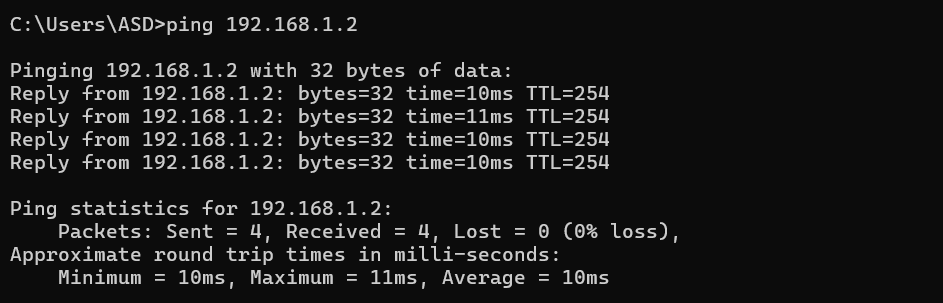 C:\Users\ASD>ping 192.168.1.2
Pinging 192.168.1.2 with 32 bytes of data:
Reply from 192.168.1.2: bytes=32 time=10ms TTL=254
Reply from 192.168.1.2: bytes=32 time=11ms TTL=254
Reply from 192.168.1.2: bytes=32 time=10ms TTL=254
Reply from 192.168.1.2: bytes=32 time=10ms TTL=254
Ping statistics for 192.168.1.2:
    Packets: Sent = 4, Received = 4, Lost = 0 (0% loss),
Approximate round trip times in milli-seconds:
    Minimum = 10ms, Maximum = 11ms, Average = 10ms